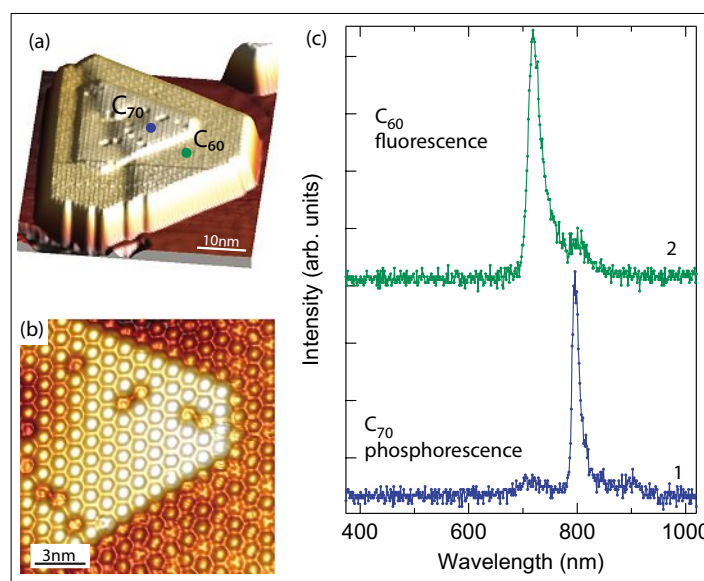 (a)
C70
C60
10nm
(b)
3nm
(c)
C60
fluorescence
2
C70
phosphorescence
1
Intensity (arb. units)
400 600 800 1000
Wavelength (nm)